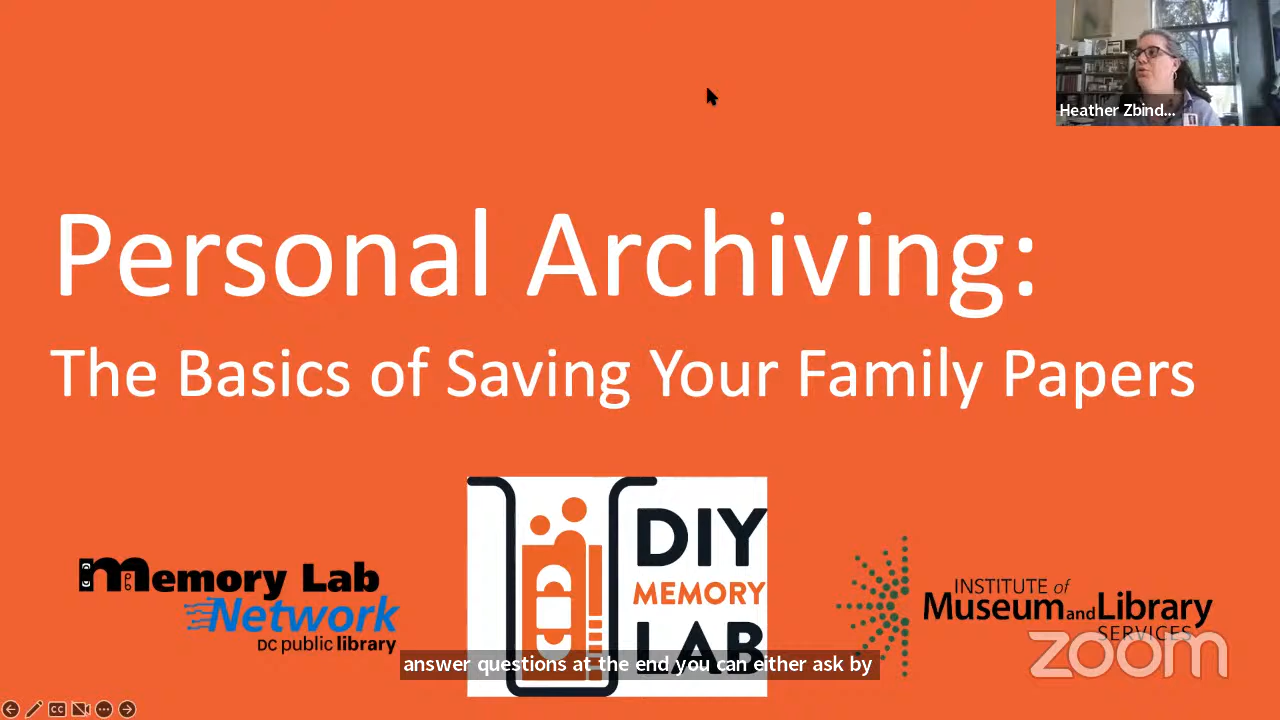 Heather Zbind...
Personal Archiving:
The Basics of Saving Your Family Papers
memory Lab
Network
DC public library
DIY
MEMORY
LAB
INSTITUTE of
Museum and Library
SERVICES
zoom
answer questions at the end you can either ask by
CC